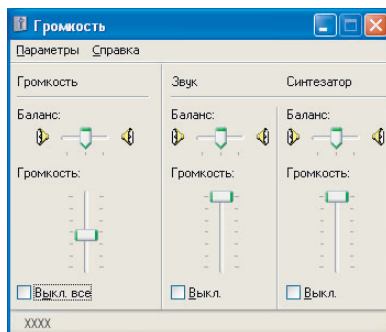 Громкость
Параметры Справка
Громкость Звук Синтезатор
Баланс: Баланс: Баланс:
Громкость: Громкость: Громкость:
Выкл. все Выкл. Выкл.
XXXX